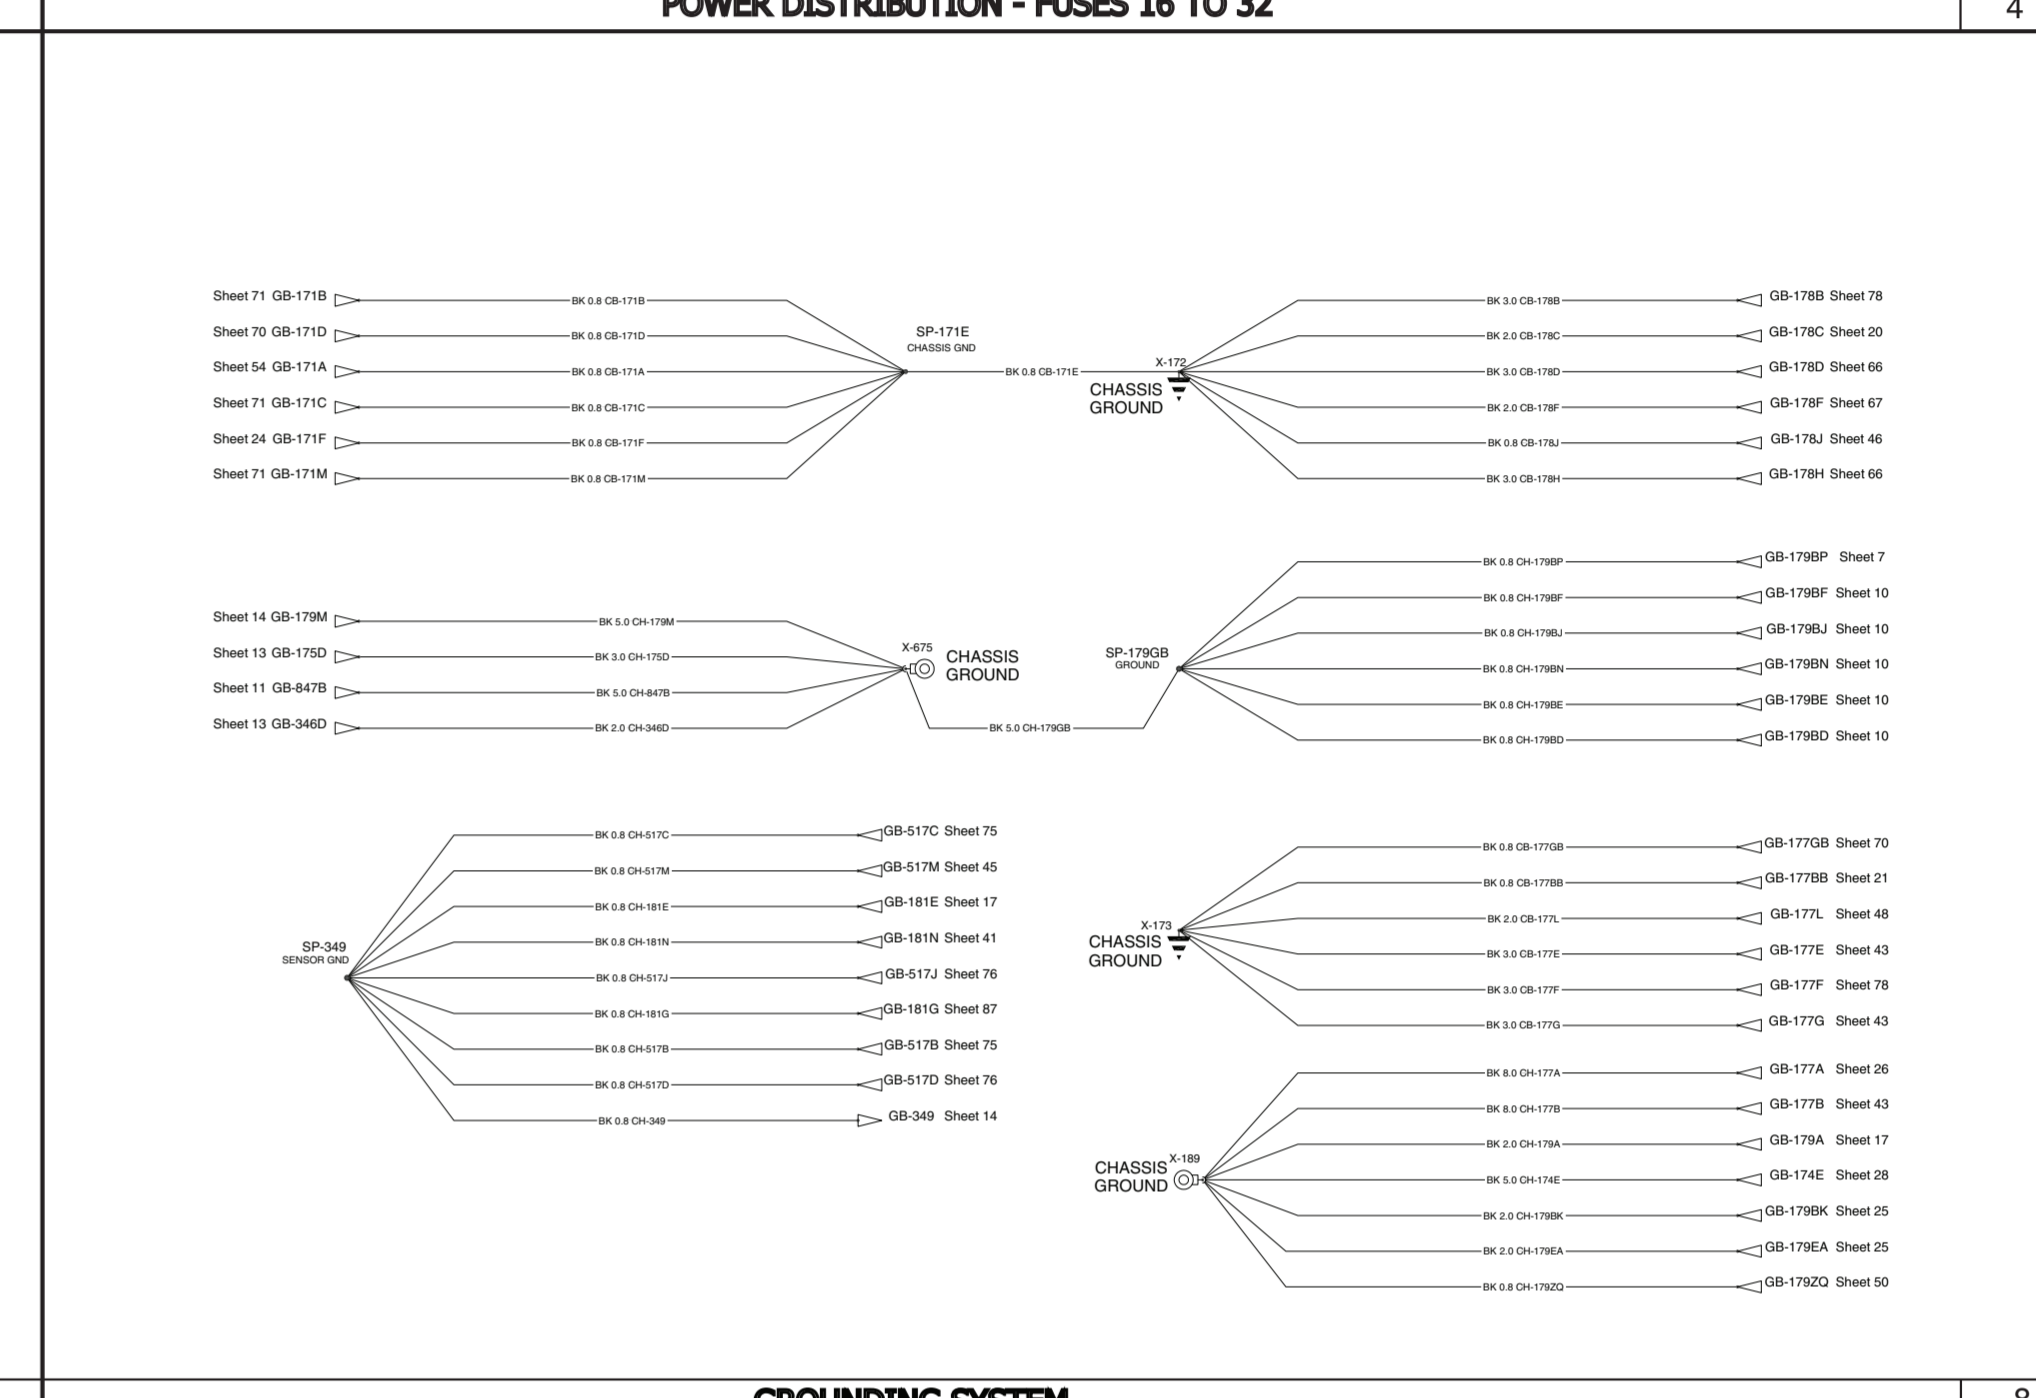 POWER DISTRIBUTION - FUSES 16 TO 32
4
Sheet 71 GB-171B
BK 0.8 CB-171B
Sheet 70 GB-171D
BK 0.8 CB-171D
Sheet 54 GB-171A
BK 0.8 CB-171A
Sheet 71 GB-171C
BK 0.8 CB-171C
Sheet 24 GB-171F
BK 0.8 CB-171F
Sheet 71 GB-171M
BK 0.8 CB-171M
SP-171E
CHASSIS GND
BK 0.8 CB-171E
X-172
CHASSIS
GROUND
BK 3.0 CB-178B
GB-178B Sheet 78
BK 2.0 CB-178C
GB-178C Sheet 20
BK 3.0 CB-178D
GB-178D Sheet 66
BK 2.0 CB-178F
GB-178F Sheet 67
BK 0.8 CB-178J
GB-178J Sheet 46
BK 3.0 CB-178H
GB-178H Sheet 66
Sheet 14 GB-179M
BK 5.0 CH-179M
Sheet 13 GB-175D
BK 3.0 CH-175D
Sheet 11 GB-847B
BK 5.0 CH-847B
Sheet 13 GB-346D
BK 2.0 CH-346D
X-675
CHASSIS
GROUND
BK 5.0 CH-179GB
SP-179GB
GROUND
BK 0.8 CH-179BP
GB-179BP Sheet 7
BK 0.8 CH-179BF
GB-179BF Sheet 10
BK 0.8 CH-179BJ
GB-179BJ Sheet 10
BK 0.8 CH-179BN
GB-179BN Sheet 10
BK 0.8 CH-179BE
GB-179BE Sheet 10
BK 0.8 CH-179BD
GB-179BD Sheet 10
SP-349
SENSOR GND
BK 0.8 CH-517C
GB-517C Sheet 75
BK 0.8 CH-517M
GB-517M Sheet 45
BK 0.8 CH-181E
GB-181E Sheet 17
BK 0.8 CH-181N
GB-181N Sheet 41
BK 0.8 CH-517J
GB-517J Sheet 76
BK 0.8 CH-181G
GB-181G Sheet 87
BK 0.8 CH-517B
GB-517B Sheet 75
BK 0.8 CH-517D
GB-517D Sheet 76
BK 0.8 CH-349
GB-349 Sheet 14
X-173
CHASSIS
GROUND
BK 0.8 CB-177GB
GB-177GB Sheet 70
BK 0.8 CB-177BB
GB-177BB Sheet 21
BK 2.0 CB-177L
GB-177L Sheet 48
BK 3.0 CB-177E
GB-177E Sheet 43
BK 3.0 CB-177F
GB-177F Sheet 78
BK 3.0 CB-177G
GB-177G Sheet 43
X-189
CHASSIS
GROUND
BK 8.0 CH-177A
GB-177A Sheet 26
BK 8.0 CH-177B
GB-177B Sheet 43
BK 2.0 CH-179A
GB-179A Sheet 17
BK 5.0 CH-174E
GB-174E Sheet 28
BK 2.0 CH-179BK
GB-179BK Sheet 25
BK 2.0 CH-179EA
GB-179EA Sheet 25
BK 0.8 CH-179ZQ
GB-179ZQ Sheet 50
GROUNDING SYSTEM